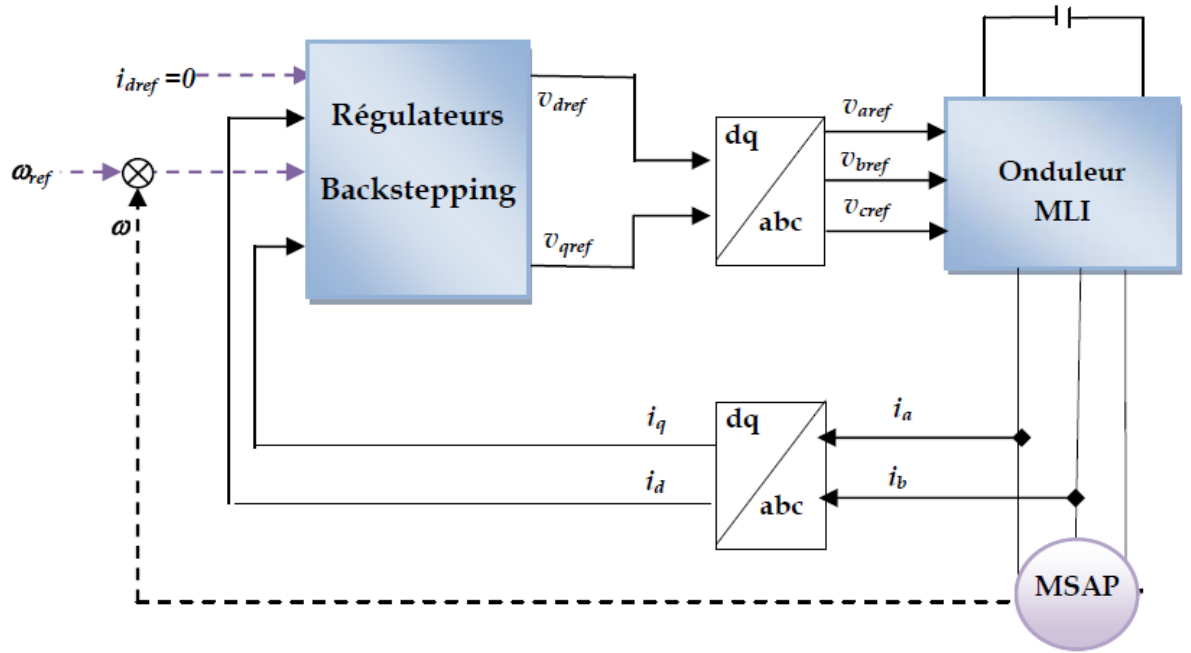 i_dref =0
Régulateurs
Backstepping
ω_ref
ω
v_dref
v_qref
dq
abc
v_aref
v_bref
v_cref
Onduleur
MLI
i_q
i_d
dq
abc
i_a
i_b
MSAP